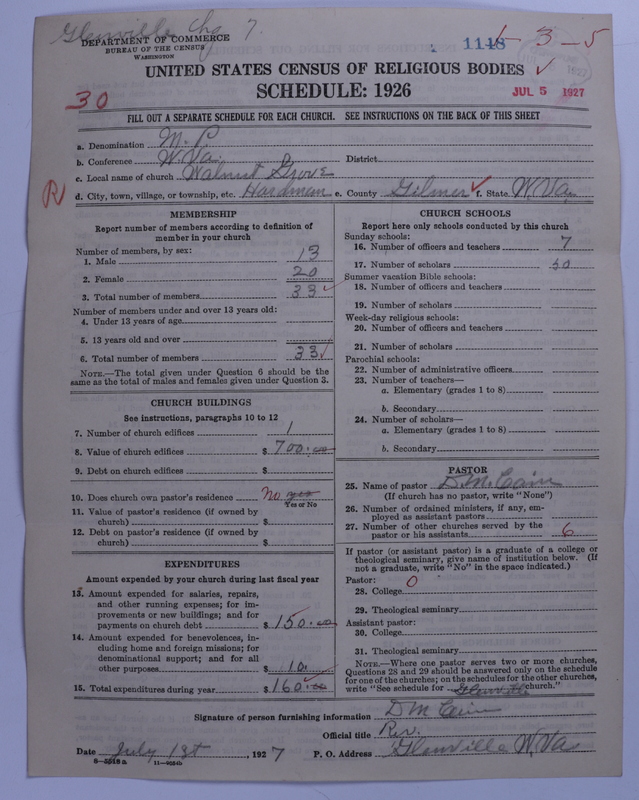 Glenville Chg 7.
DEPARTMENT OF COMMERCE
BUREAU OF THE CENSUS
WASHINGTON
1118 - 3 - 5
UNITED STATES CENSUS OF RELIGIOUS BODIES ✓
SCHEDULE: 1926
JUL 5 1927
30
FILL OUT A SEPARATE SCHEDULE FOR EACH CHURCH. SEE INSTRUCTIONS ON THE BACK OF THIS SHEET
a. Denomination M. P.
b. Conference W. Va. District
c. Local name of church Walnut Grove
R d. City, town, village, or township, etc. Hardman e. County Gilmer ✓ f. State W. Va.
MEMBERSHIP
Report number of members according to definition of
member in your church
Number of members, by sex:
1. Male 13
2. Female 20
3. Total number of members 33 ✓
Number of members under and over 13 years old:
4. Under 13 years of age
5. 13 years old and over
6. Total number of members 33 ✓
NOTE.—The total given under Question 6 should be the
same as the total of males and females given under Question 3.
CHURCH BUILDINGS
See instructions, paragraphs 10 to 12
7. Number of church edifices 1
8. Value of church edifices $ 700.00
9. Debt on church edifices $
10. Does church own pastor's residence No yes
Yes or No
11. Value of pastor's residence (if owned by
church) $
12. Debt on pastor's residence (if owned by
church) $
EXPENDITURES
Amount expended by your church during last fiscal year
13. Amount expended for salaries, repairs,
and other running expenses; for im-
provements or new buildings; and for
payments on church debt $ 150.00
14. Amount expended for benevolences, in-
cluding home and foreign missions; for
denominational support; and for all
other purposes $ 10.
15. Total expenditures during year $ 160.00
CHURCH SCHOOLS
Report here only schools conducted by this church
Sunday schools:
16. Number of officers and teachers 7
17. Number of scholars 50
Summer vacation Bible schools:
18. Number of officers and teachers
19. Number of scholars
Week-day religious schools:
20. Number of officers and teachers
21. Number of scholars
Parochial schools:
22. Number of administrative officers
23. Number of teachers—
a. Elementary (grades 1 to 8)
b. Secondary
24. Number of scholars—
a. Elementary (grades 1 to 8)
b. Secondary
PASTOR
25. Name of pastor D. M. Cain
(If church has no pastor, write "None")
26. Number of ordained ministers, if any, em-
ployed as assistant pastors
27. Number of other churches served by the
pastor or his assistants 6
If pastor (or assistant pastor) is a graduate of a college or
theological seminary, give name of institution below. (If
not a graduate, write "No" in the space indicated.)
Pastor:
28. College O
29. Theological seminary
Assistant pastor:
30. College
31. Theological seminary
NOTE.—Where one pastor serves two or more churches,
Questions 28 and 29 should be answered only on the schedule
for one of the churches; on the schedules for the other churches,
write "See schedule for Glenville church."
Signature of person furnishing information D M Cain
Official title Rev.
Date July 1st, 1927 P. O. Address Glenville W. Va
8—5518 a 11—9054b